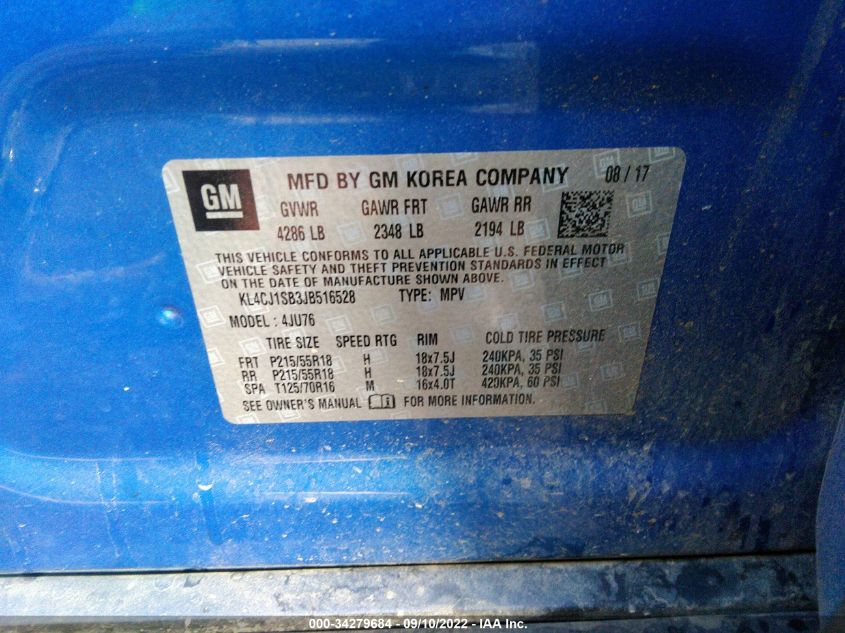 GM
MFD BY GM KOREA COMPANY 08 / 17
GVWR GAWR FRT GAWR RR
4286 LB 2348 LB 2194 LB
THIS VEHICLE CONFORMS TO ALL APPLICABLE U.S. FEDERAL MOTOR
VEHICLE SAFETY AND THEFT PREVENTION STANDARDS IN EFFECT
ON THE DATE OF MANUFACTURE SHOWN ABOVE.
KL4CJ1SB3JB516528 TYPE: MPV
MODEL : 4JU76
TIRE SIZE SPEED RTG RIM COLD TIRE PRESSURE
FRT P215/55R18 H 18x7.5J 240KPA, 35 PSI
RR P215/55R18 H 18x7.5J 240KPA, 35 PSI
SPA T125/70R16 M 16x4.0T 420KPA, 60 PSI
SEE OWNER'S MANUAL FOR MORE INFORMATION.
000-34279684 - 09/10/2022 - IAA Inc.